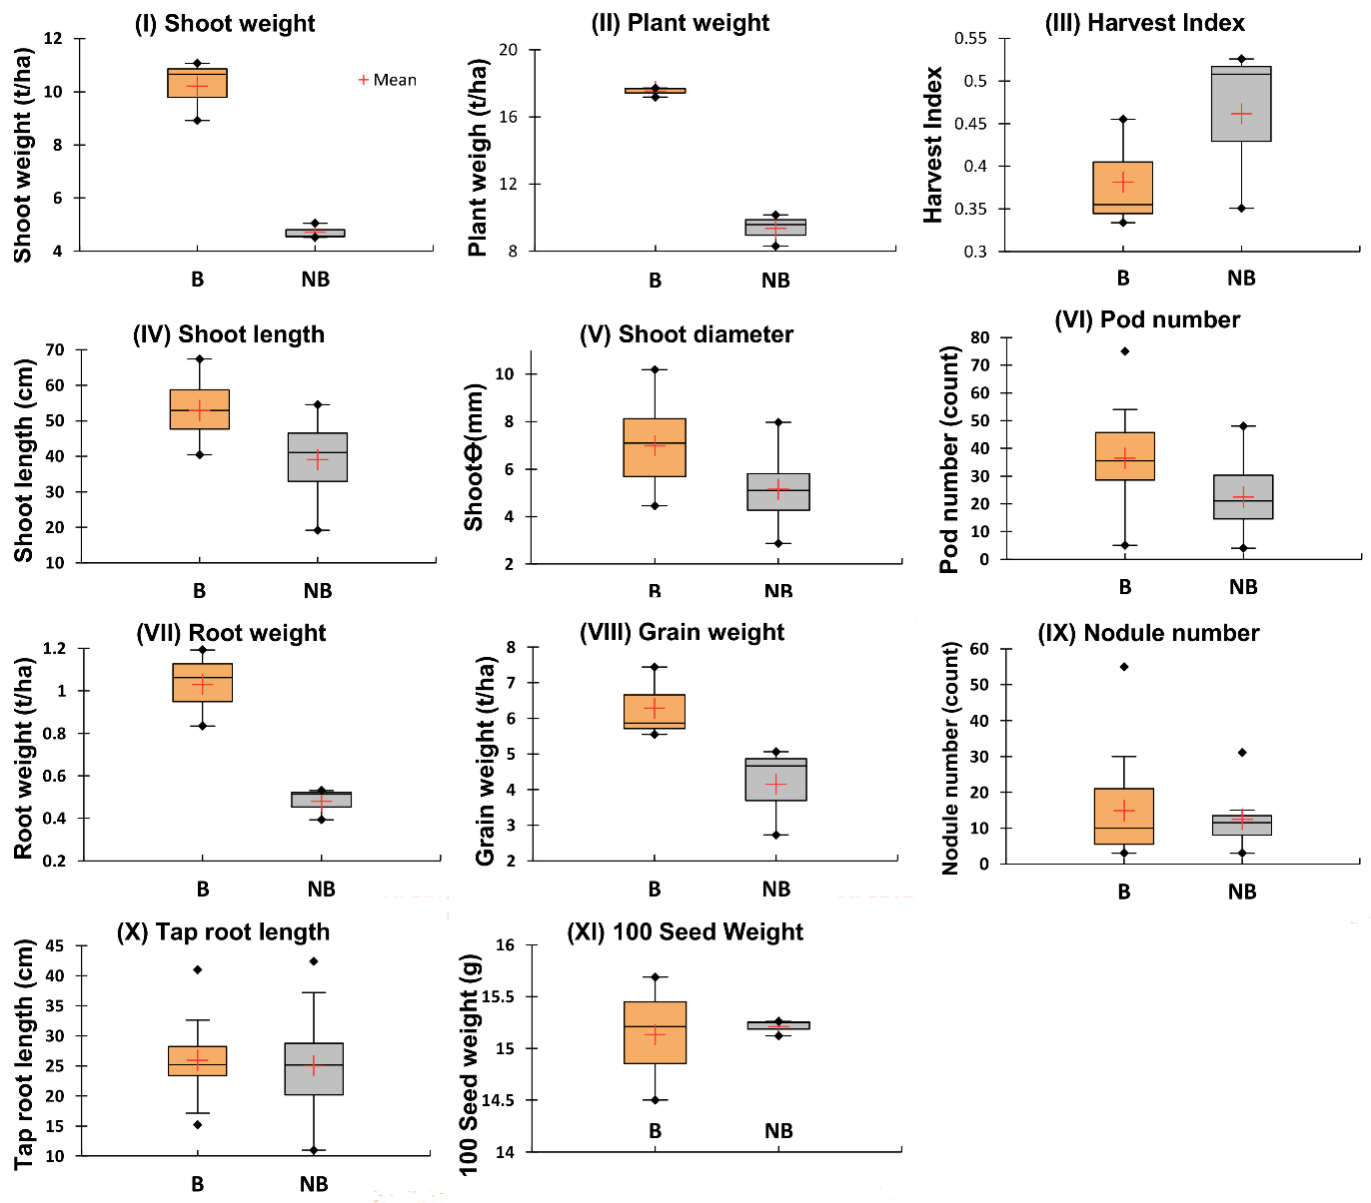 (I) Shoot weight
Shoot weight (t/ha)
12
10
8
6
4
+ Mean
B NB
(II) Plant weight
Plant weigh (t/ha)
20
16
12
8
B NB
(III) Harvest Index
Harvest Index
0.55
0.5
0.45
0.4
0.35
0.3
B NB
(IV) Shoot length
Shoot length (cm)
70
60
50
40
30
20
10
B NB
(V) Shoot diameter
ShootΘ(mm)
10
8
6
4
2
B NB
(VI) Pod number
Pod number (count)
80
70
60
50
40
30
20
10
0
B NB
(VII) Root weight
Root weight (t/ha)
1.2
1
0.8
0.6
0.4
0.2
B NB
(VIII) Grain weight
Grain weight (t/ha)
8
7
6
5
4
3
2
B NB
(IX) Nodule number
Nodule number (count)
60
50
40
30
20
10
0
B NB
(X) Tap root length
Tap root length (cm)
45
40
35
30
25
20
15
10
B NB
(XI) 100 Seed Weight
100 Seed weight (g)
16
15.5
15
14.5
14
B NB